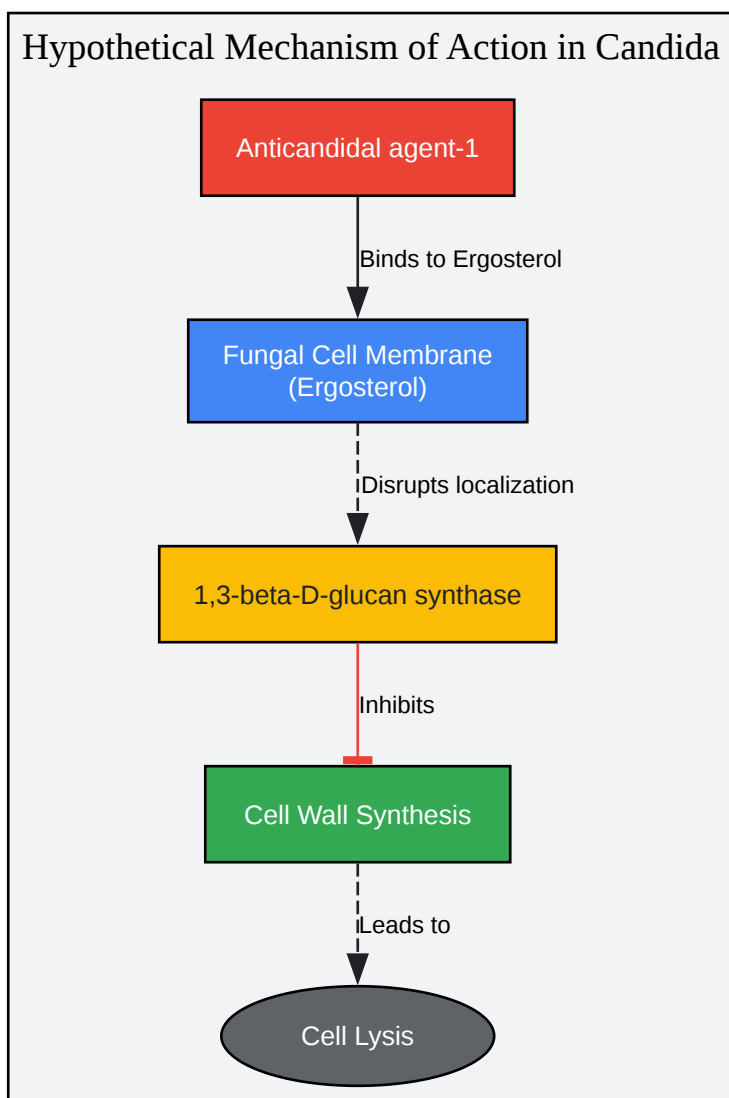 Hypothetical Mechanism of Action in Candida
Anticandidal agent-1
Binds to Ergosterol
Fungal Cell Membrane
(Ergosterol)
Disrupts localization
1,3-beta-D-glucan synthase
Inhibits
Cell Wall Synthesis
Leads to
Cell Lysis